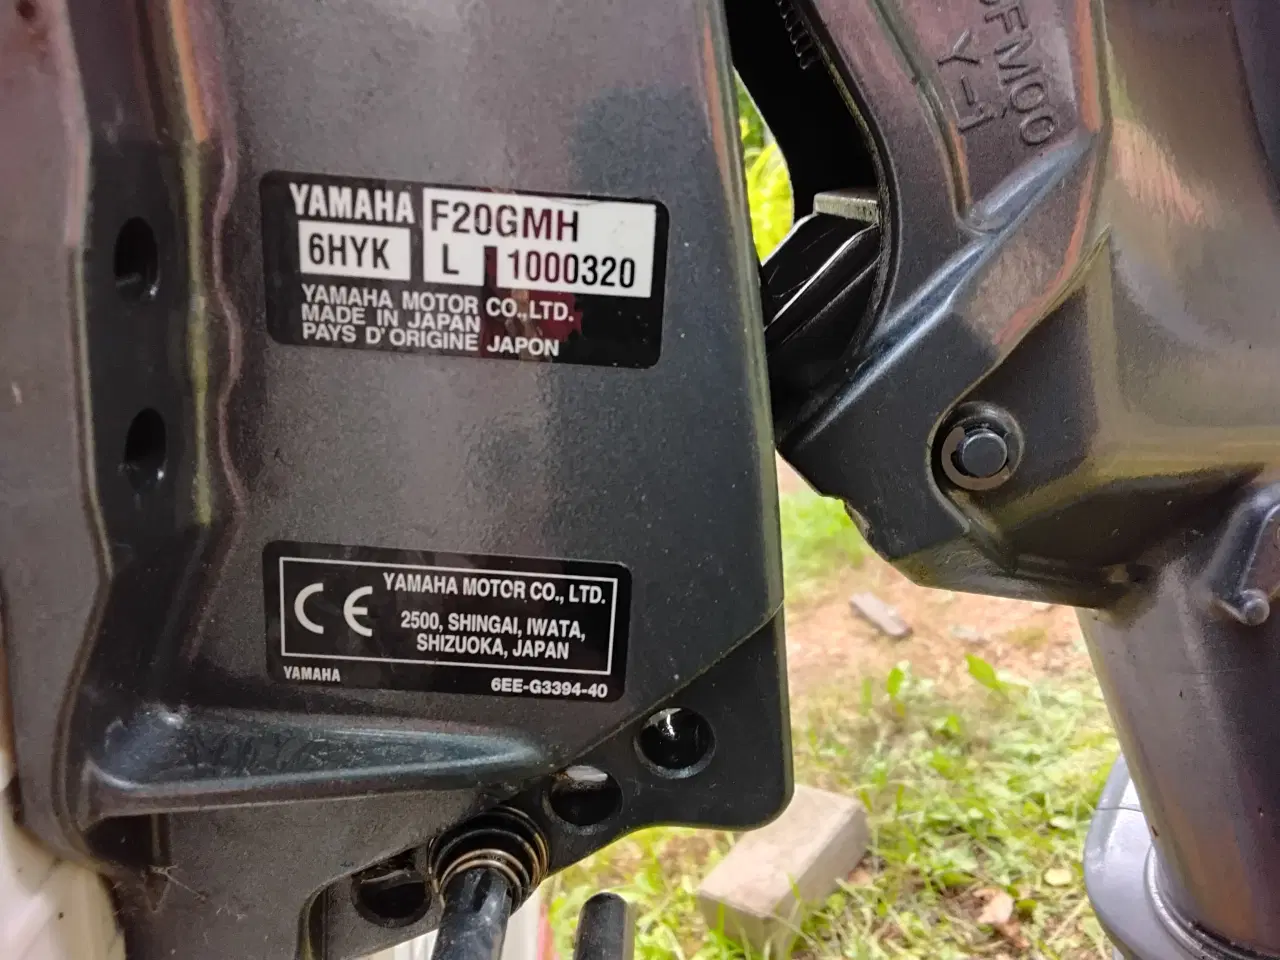 YAMAHA F20GMH
6HYK L 1000320
YAMAHA MOTOR CO.,LTD.
MADE IN JAPAN
PAYS D'ORIGINE JAPON
CE YAMAHA MOTOR CO., LTD.
2500, SHINGAI, IWATA,
SHIZUOKA, JAPAN
YAMAHA 6EE-G3394-40
Y-1